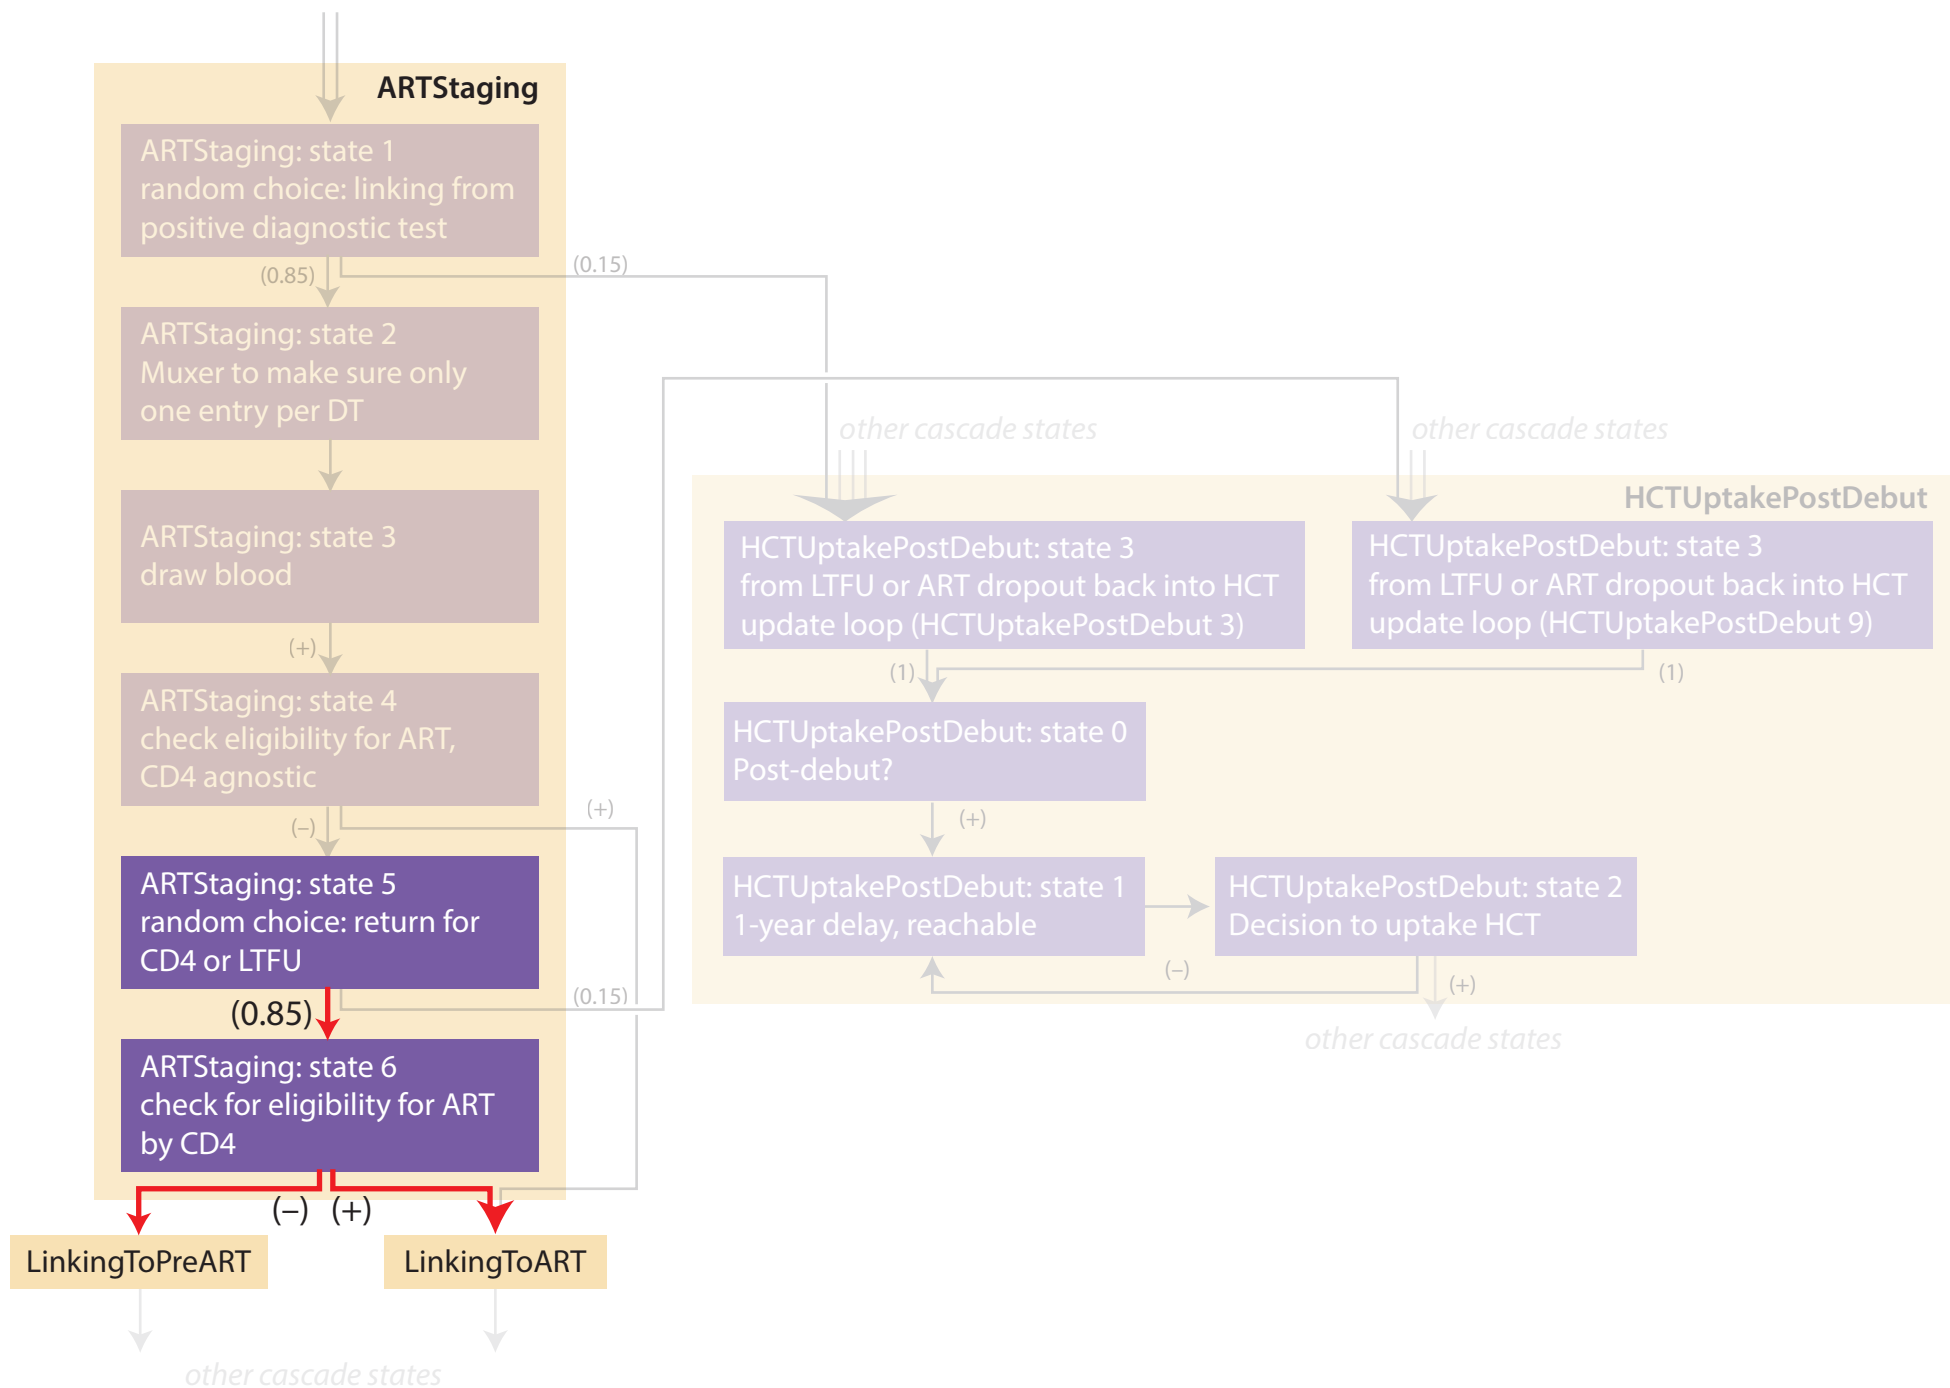 ARTStaging
ARTStaging: state 1
random choice: linking from
positive diagnostic test
(0.85)
(0.15)
ARTStaging: state 2
Muxer to make sure only
one entry per DT
ARTStaging: state 3
draw blood
(+)
ARTStaging: state 4
check eligibility for ART,
CD4 agnostic
(–)
(+)
ARTStaging: state 5
random choice: return for
CD4 or LTFU
(0.85)
(0.15)
ARTStaging: state 6
check for eligibility for ART
by CD4
(–)
(+)
LinkingToPreART
LinkingToART
other cascade states
other cascade states
other cascade states
HCTUptakePostDebut
HCTUptakePostDebut: state 3
from LTFU or ART dropout back into HCT
update loop (HCTUptakePostDebut 3)
HCTUptakePostDebut: state 3
from LTFU or ART dropout back into HCT
update loop (HCTUptakePostDebut 9)
(1)
(1)
HCTUptakePostDebut: state 0
Post-debut?
(+)
HCTUptakePostDebut: state 1
1-year delay, reachable
HCTUptakePostDebut: state 2
Decision to uptake HCT
(–)
(+)
other cascade states